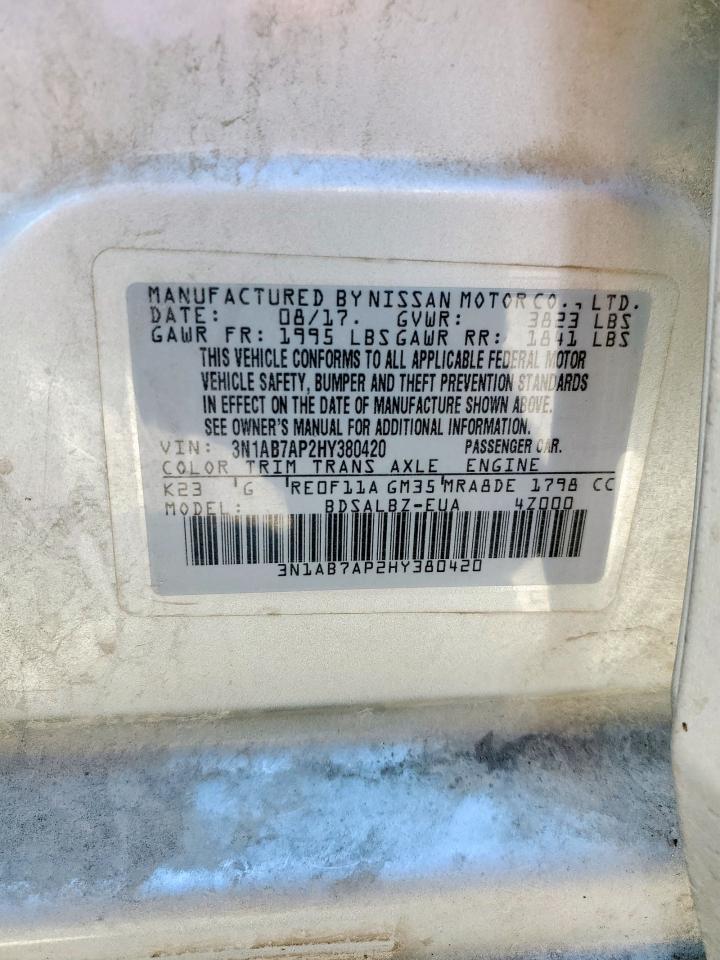 MANUFACTURED BY NISSAN MOTOR CO., LTD.
DATE: 08/17. GVWR: 3823 LBS
GAWR FR: 1995 LBS GAWR RR: 1841 LBS
THIS VEHICLE CONFORMS TO ALL APPLICABLE FEDERAL MOTOR
VEHICLE SAFETY, BUMPER AND THEFT PREVENTION STANDARDS
IN EFFECT ON THE DATE OF MANUFACTURE SHOWN ABOVE.
SEE OWNER'S MANUAL FOR ADDITIONAL INFORMATION.
VIN: 3N1AB7AP2HY380420 PASSENGER CAR.
COLOR TRIM TRANS AXLE ENGINE
K23 G RE0F11A GM35 MRA8DE 1798 CC
MODEL: BDSALBZ-EUA 4Z000
3N1AB7AP2HY380420